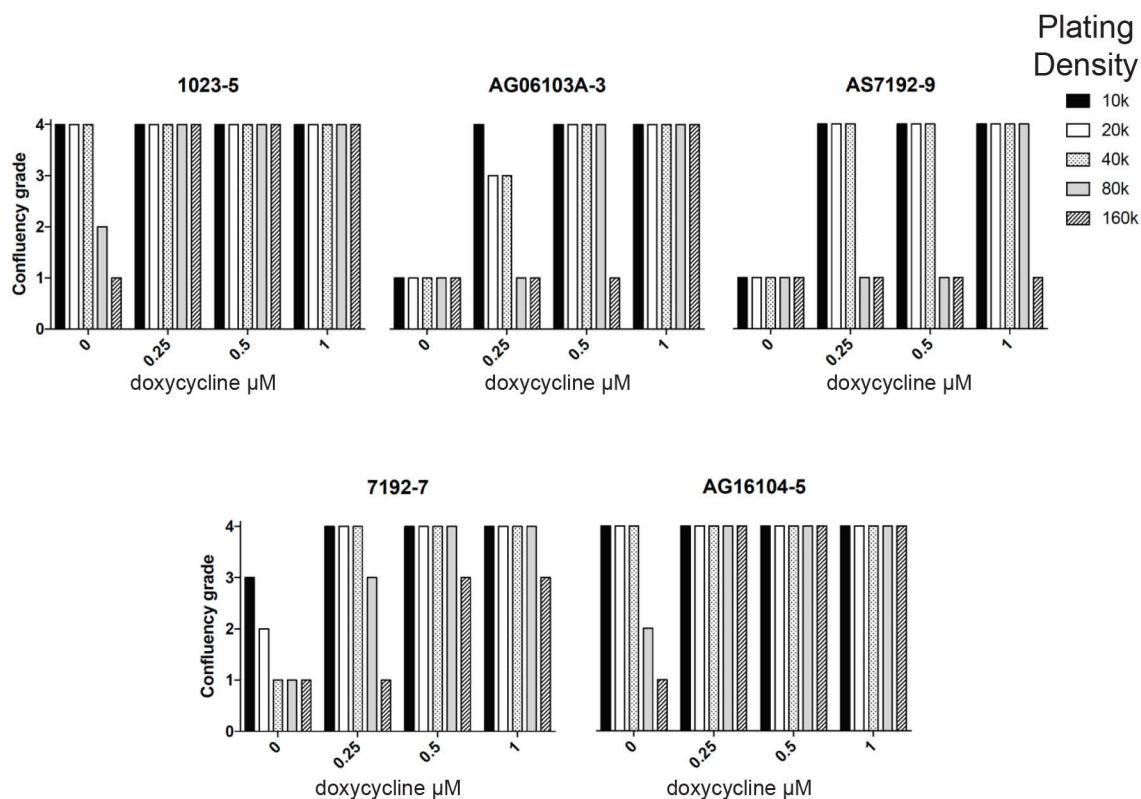 Plating
Density
10k
20k
40k
80k
160k
1023-5
AG06103A-3
AS7192-9
Confluency grade
4
3
2
1
0
0 0.25 0.5 1
0 0.25 0.5 1
0 0.25 0.5 1
doxycycline µM
doxycycline µM
doxycycline µM
7192-7
AG16104-5
Confluency grade
4
3
2
1
0
0 0.25 0.5 1
0 0.25 0.5 1
doxycycline µM
doxycycline µM